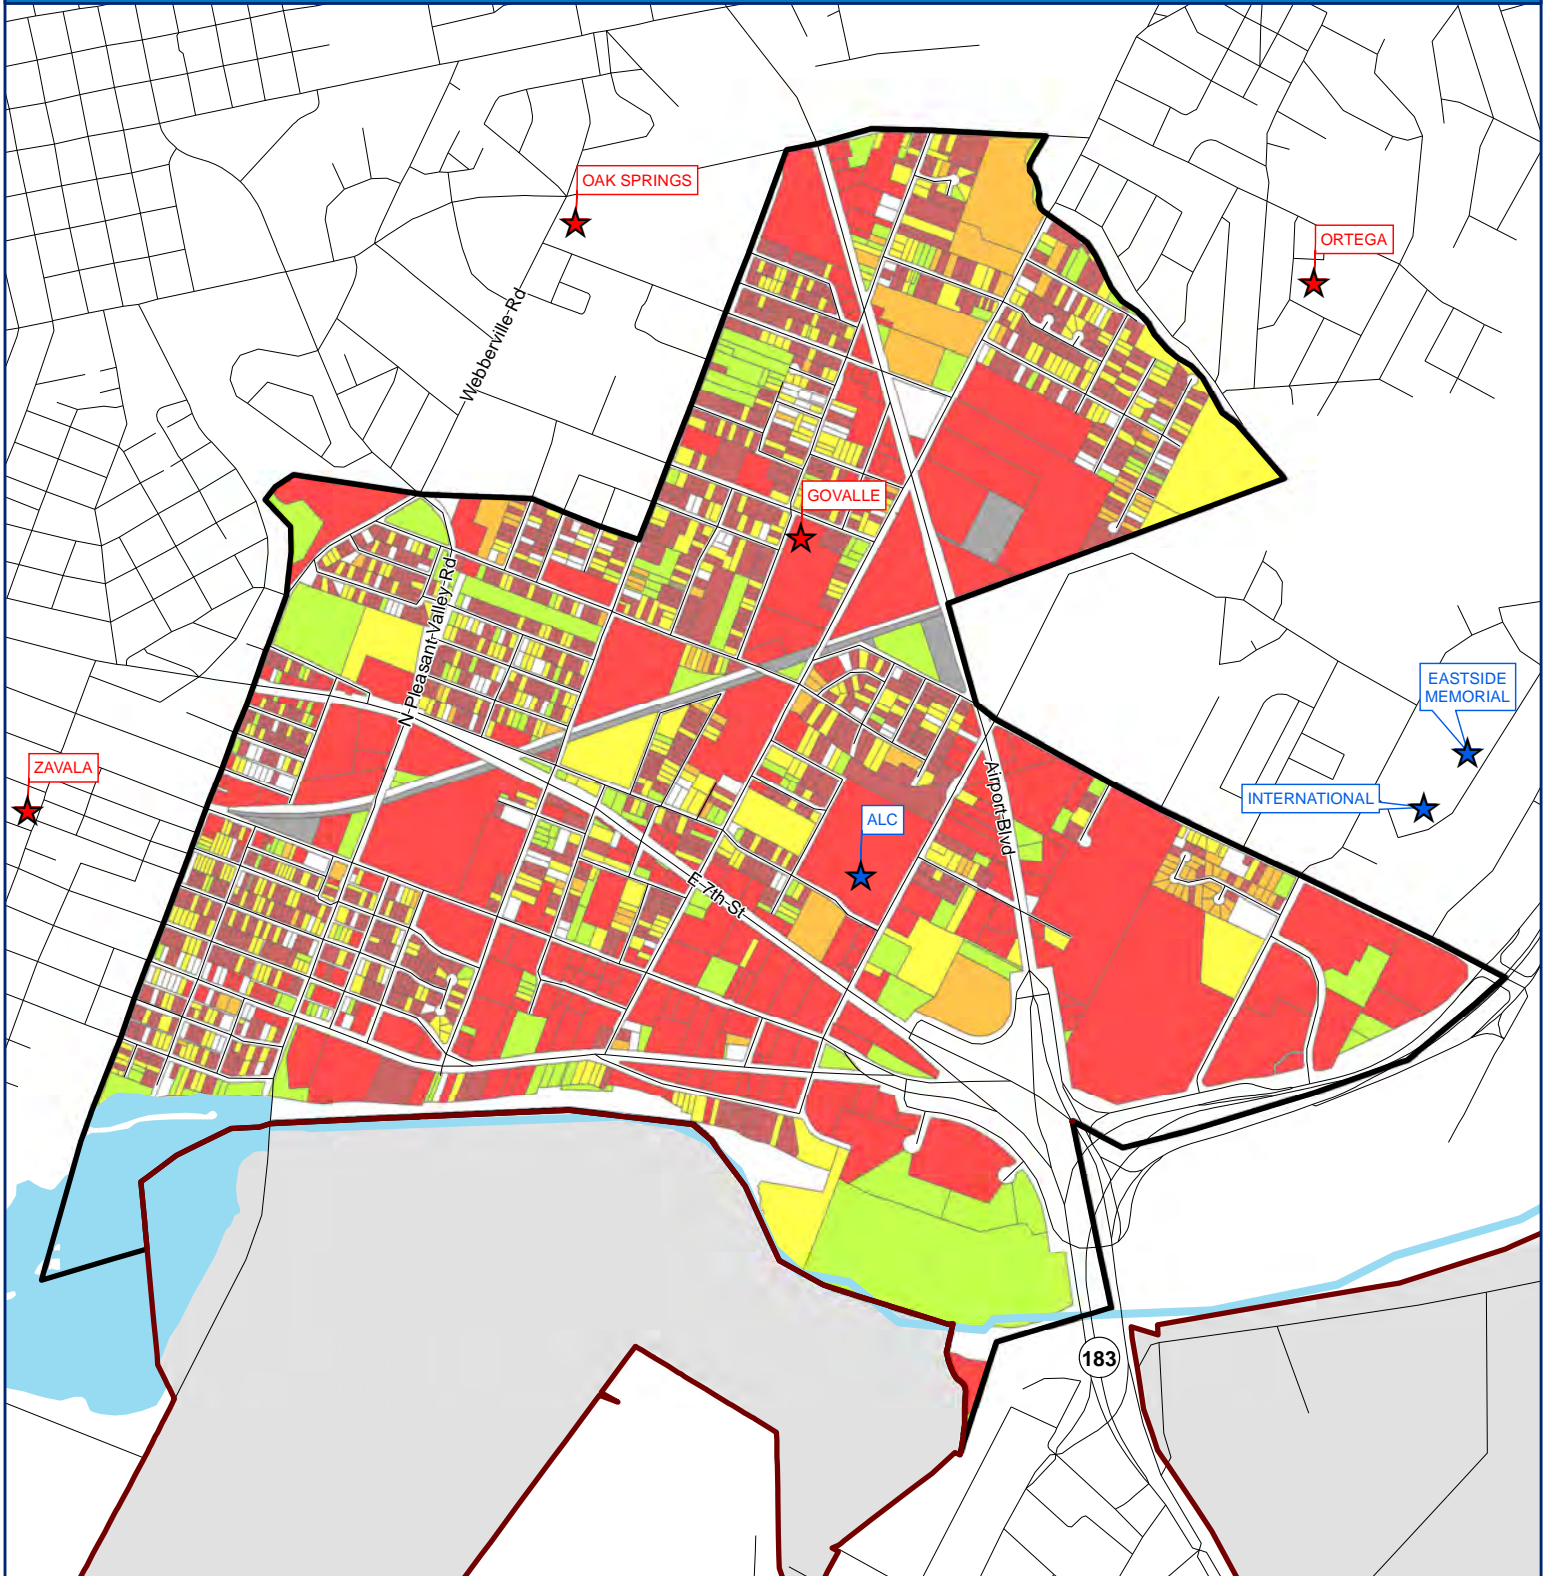 OAK SPRINGS
ORTEGA
Webberville Rd
GOVALLE
N Pleasant Valley Rd
EASTSIDE
MEMORIAL
ZAVALA
INTERNATIONAL
Airport Blvd
ALC
E 7th St
183